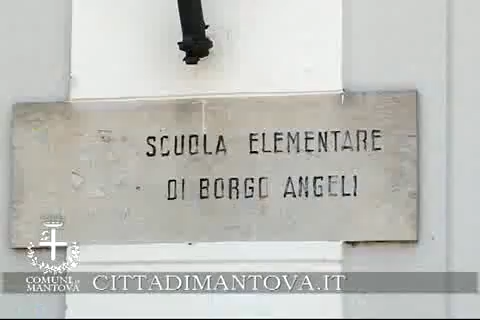 SCUOLA ELEMENTARE
DI BORGO ANGELI
COMUNE DI
MANTOVA
CITTADIMANTOVA.IT